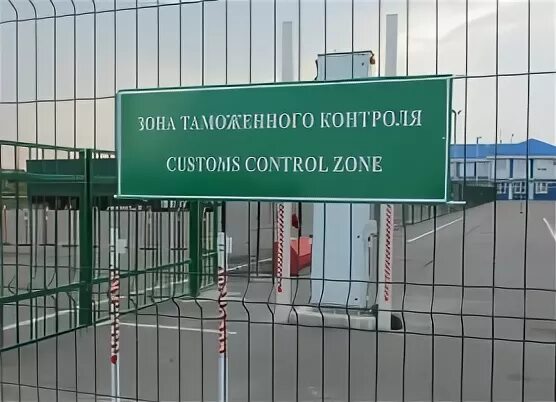 ЗОНА ТАМОЖЕННОГО КОНТРОЛЯ
CUSTOMS CONTROL ZONE